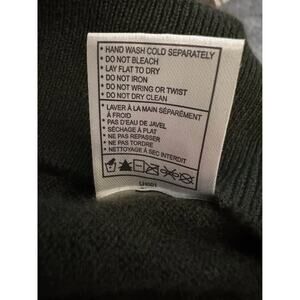 • HAND WASH COLD SEPARATELY
• DO NOT BLEACH
• LAY FLAT TO DRY
• DO NOT IRON
• DO NOT WRING OR TWIST
• DO NOT DRY CLEAN
• LAVER À LA MAIN SÉPARÉMENT
À FROID
• PAS D'EAU DE JAVEL
• SÉCHAGE À PLAT
• NE PAS REPASSER
• NE PAS TORDRE
• NETTOYAGE À SEC INTERDIT